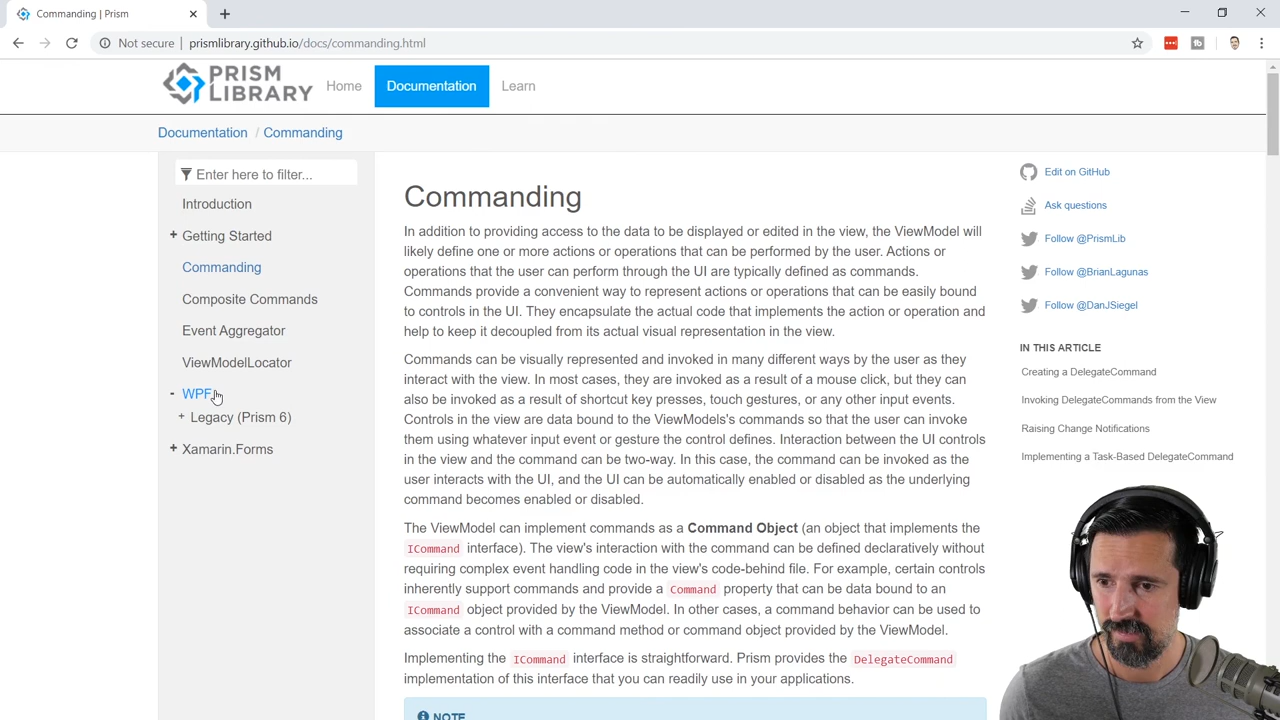 Commanding | Prism
Not secure | prismlibrary.github.io/docs/commanding.html
PRISM
LIBRARY
Home
Documentation
Learn
Documentation / Commanding
Enter here to filter...
Introduction
+ Getting Started
Commanding
Composite Commands
Event Aggregator
ViewModelLocator
- WPF
+ Legacy (Prism 6)
+ Xamarin.Forms
Commanding
In addition to providing access to the data to be displayed or edited in the view, the ViewModel will
likely define one or more actions or operations that can be performed by the user. Actions or
operations that the user can perform through the UI are typically defined as commands.
Commands provide a convenient way to represent actions or operations that can be easily bound
to controls in the UI. They encapsulate the actual code that implements the action or operation and
help to keep it decoupled from its actual visual representation in the view.
Commands can be visually represented and invoked in many different ways by the user as they
interact with the view. In most cases, they are invoked as a result of a mouse click, but they can
also be invoked as a result of shortcut key presses, touch gestures, or any other input events.
Controls in the view are data bound to the ViewModels's commands so that the user can invoke
them using whatever input event or gesture the control defines. Interaction between the UI controls
in the view and the command can be two-way. In this case, the command can be invoked as the
user interacts with the UI, and the UI can be automatically enabled or disabled as the underlying
command becomes enabled or disabled.
The ViewModel can implement commands as a Command Object (an object that implements the
ICommand interface). The view's interaction with the command can be defined declaratively without
requiring complex event handling code in the view's code-behind file. For example, certain controls
inherently support commands and provide a Command property that can be data bound to an
ICommand object provided by the ViewModel. In other cases, a command behavior can be used to
associate a control with a command method or command object provided by the ViewModel.
Implementing the ICommand interface is straightforward. Prism provides the DelegateCommand
implementation of this interface that you can readily use in your applications.
NOTE
Edit on GitHub
Ask questions
Follow @PrismLib
Follow @BrianLagunas
Follow @DanJSiegel
IN THIS ARTICLE
Creating a DelegateCommand
Invoking DelegateCommands from the View
Raising Change Notifications
Implementing a Task-Based DelegateCommand